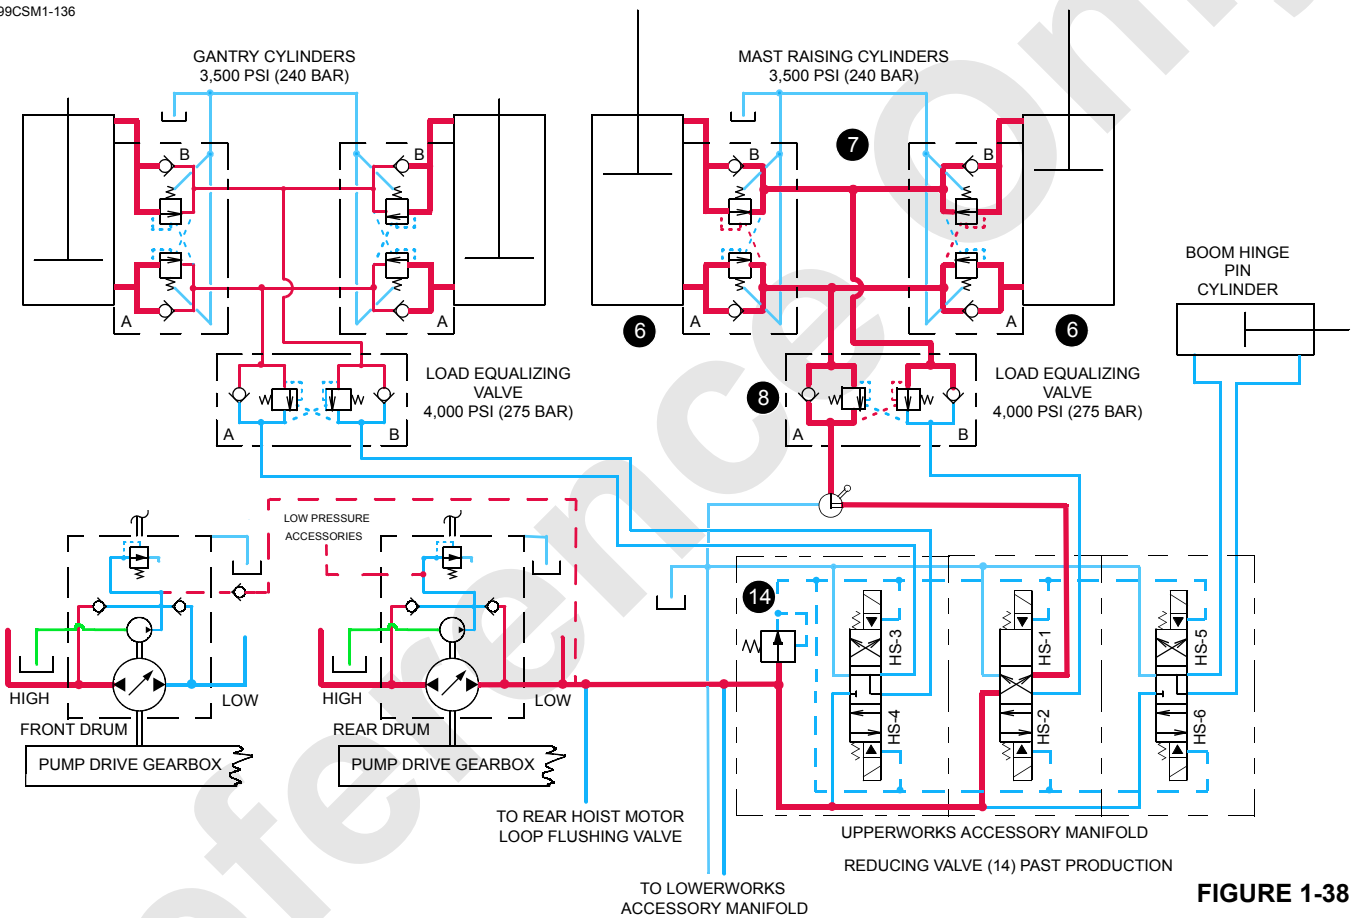 99CSM1-136
GANTRY CYLINDERS
3,500 PSI (240 BAR)
MAST RAISING CYLINDERS
3,500 PSI (240 BAR)
B
B
7
B
B
BOOM HINGE
PIN
CYLINDER
A
A
6
A
A
6
LOAD EQUALIZING
VALVE
4,000 PSI (275 BAR)
A
B
8
LOAD EQUALIZING
VALVE
4,000 PSI (275 BAR)
A
B
LOW PRESSURE
ACCESSORIES
14
HS-3
HS-1
HS-5
HIGH
LOW
HIGH
LOW
HS-4
HS-2
HS-6
FRONT DRUM
REAR DRUM
PUMP DRIVE GEARBOX
PUMP DRIVE GEARBOX
TO REAR HOIST MOTOR
LOOP FLUSHING VALVE
UPPERWORKS ACCESSORY MANIFOLD
REDUCING VALVE (14) PAST PRODUCTION
TO LOWERWORKS
ACCESSORY MANIFOLD
FIGURE 1-38